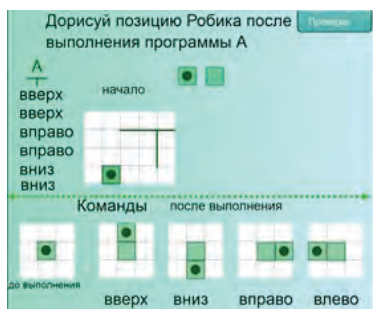 Дорисуй позицию Робика после
выполнения программы А
Проверка
А
вверх
вверх
вправо
вправо
вниз
вниз
начало
Команды
после выполнения
до выполнения
вверх
вниз
вправо
влево